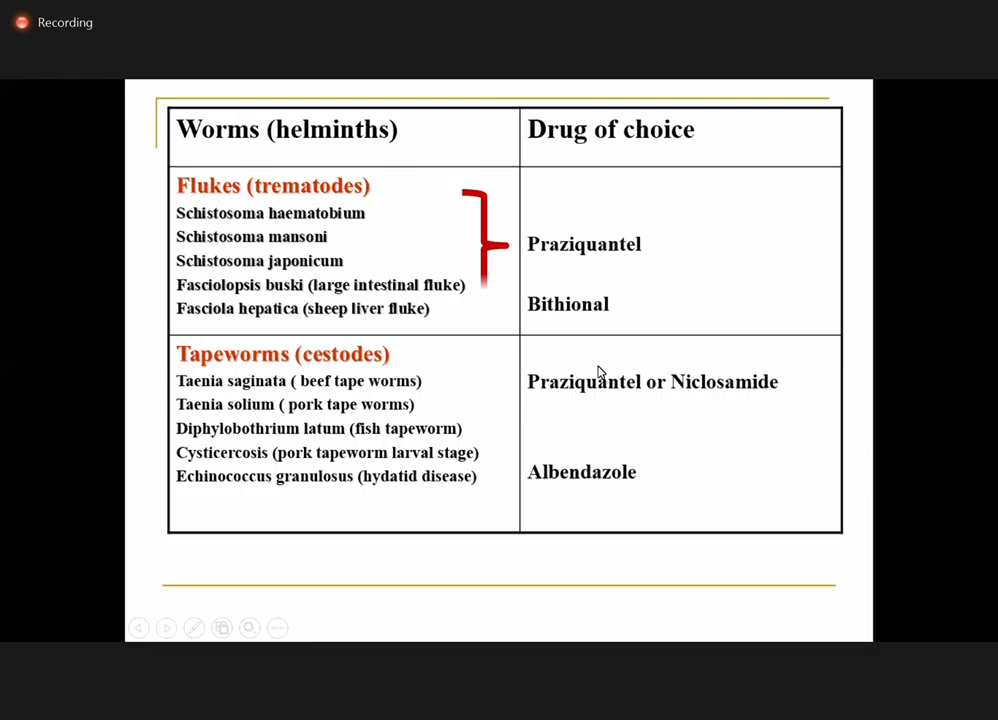 Recording
Worms (helminths)
Drug of choice
Flukes (trematodes)
Schistosoma haematobium
Schistosoma mansoni
Schistosoma japonicum
Fasciolopsis buski (large intestinal fluke)
Fasciola hepatica (sheep liver fluke)
Praziquantel
Bithional
Tapeworms (cestodes)
Taenia saginata ( beef tape worms)
Taenia solium ( pork tape worms)
Diphylobothrium latum (fish tapeworm)
Cysticercosis (pork tapeworm larval stage)
Echinococcus granulosus (hydatid disease)
Praziquantel or Niclosamide
Albendazole